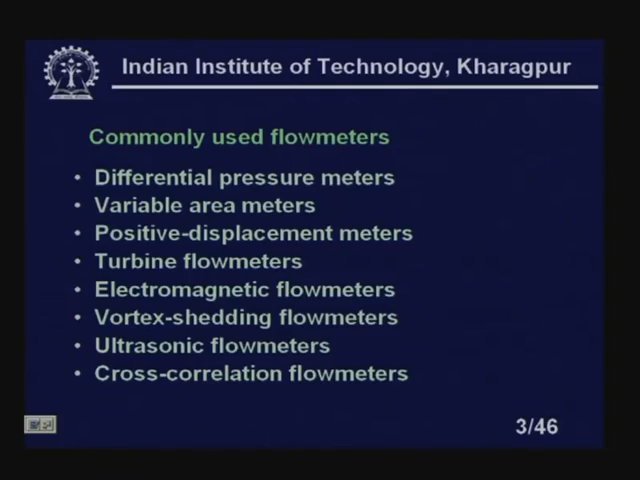 Indian Institute of Technology, Kharagpur
Commonly used flowmeters
• Differential pressure meters
• Variable area meters
• Positive-displacement meters
• Turbine flowmeters
• Electromagnetic flowmeters
• Vortex-shedding flowmeters
• Ultrasonic flowmeters
• Cross-correlation flowmeters
3/46